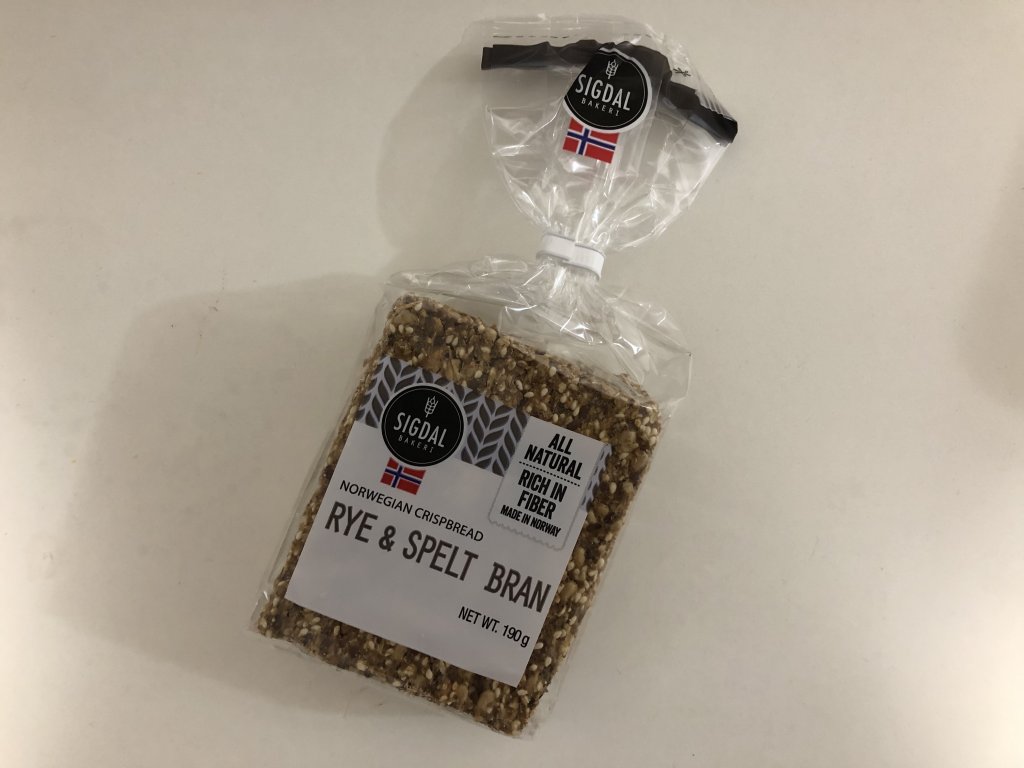 SIGDAL
BAKERI
SIGDAL
BAKERI
ALL
NATURAL
RICH IN
FIBER
MADE IN NORWAY
NORWEGIAN CRISPBREAD
RYE & SPELT BRAN
NET WT. 190g